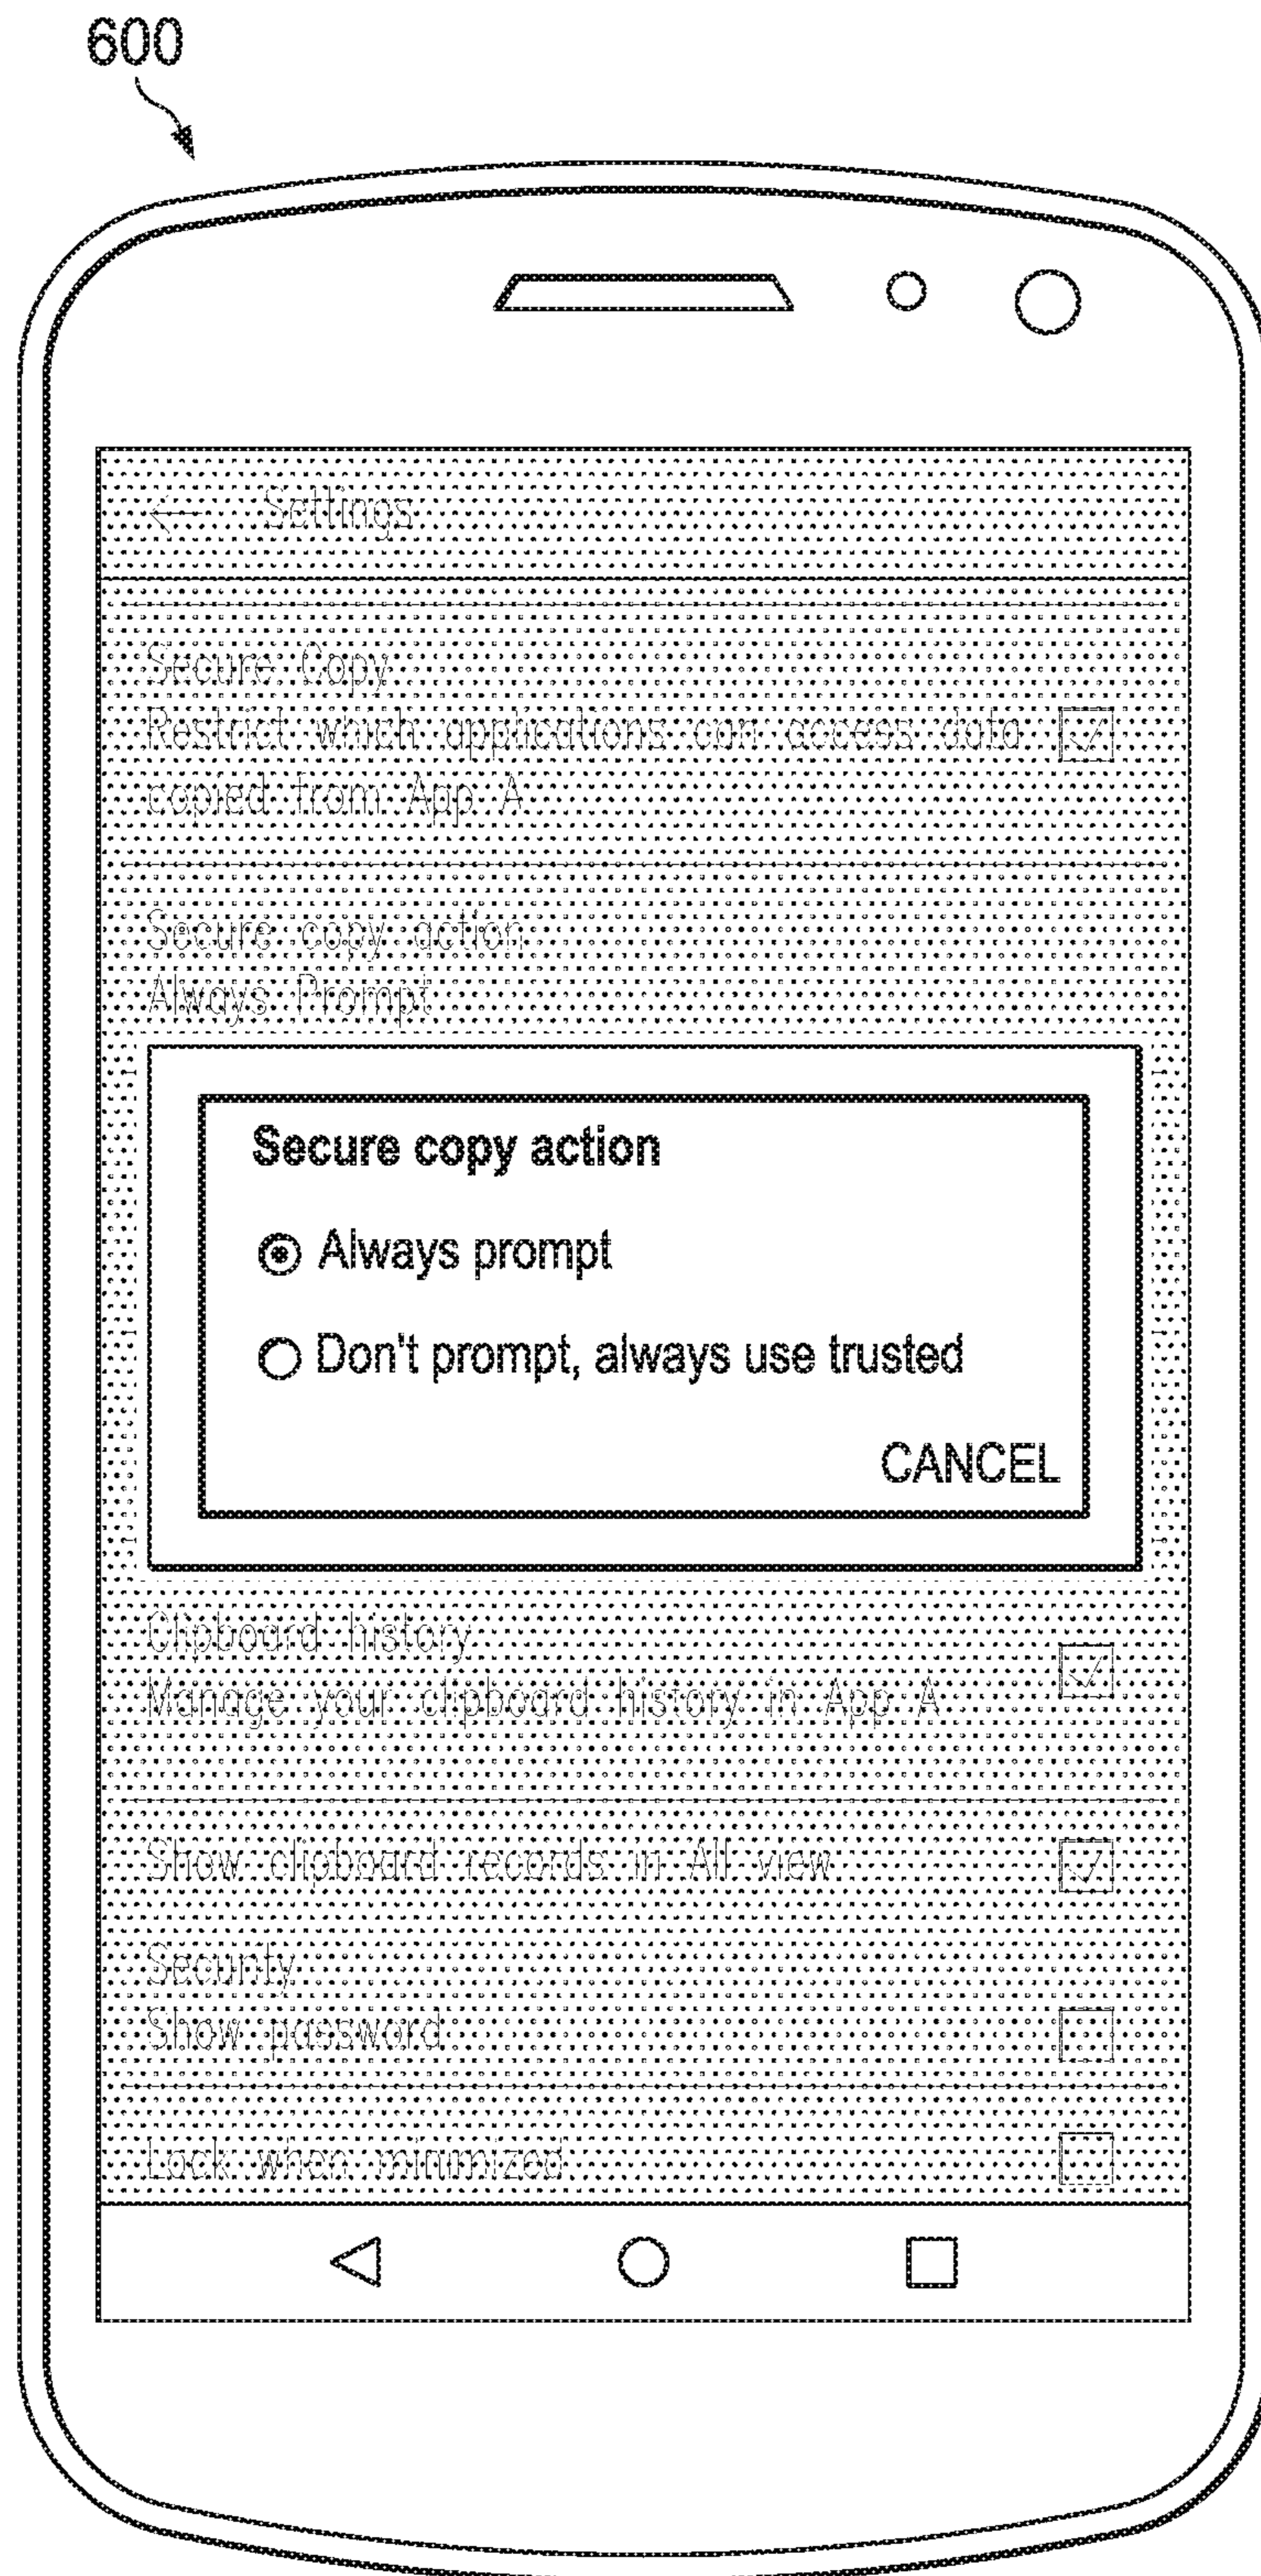 600
Settings
Secure Copy
Restrict which applications can access data
copied from App A
Secure copy action
Always Prompt
Secure copy action
Always prompt
Don't prompt, always use trusted
CANCEL
Clipboard history
Manage your clipboard history in App A
Show clipboard records in All view
Security
Show password
Lock when minimized